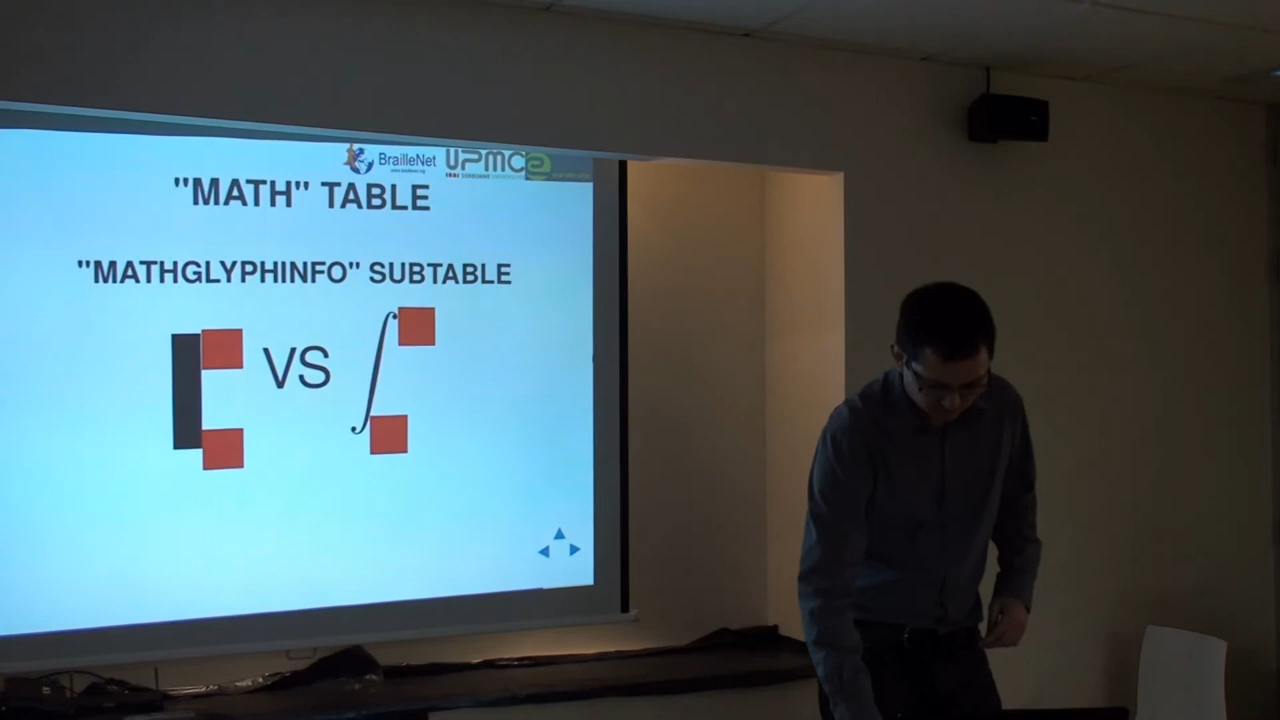 BrailleNet
UPMC
"MATH" TABLE
"MATHGLYPHINFO" SUBTABLE
VS